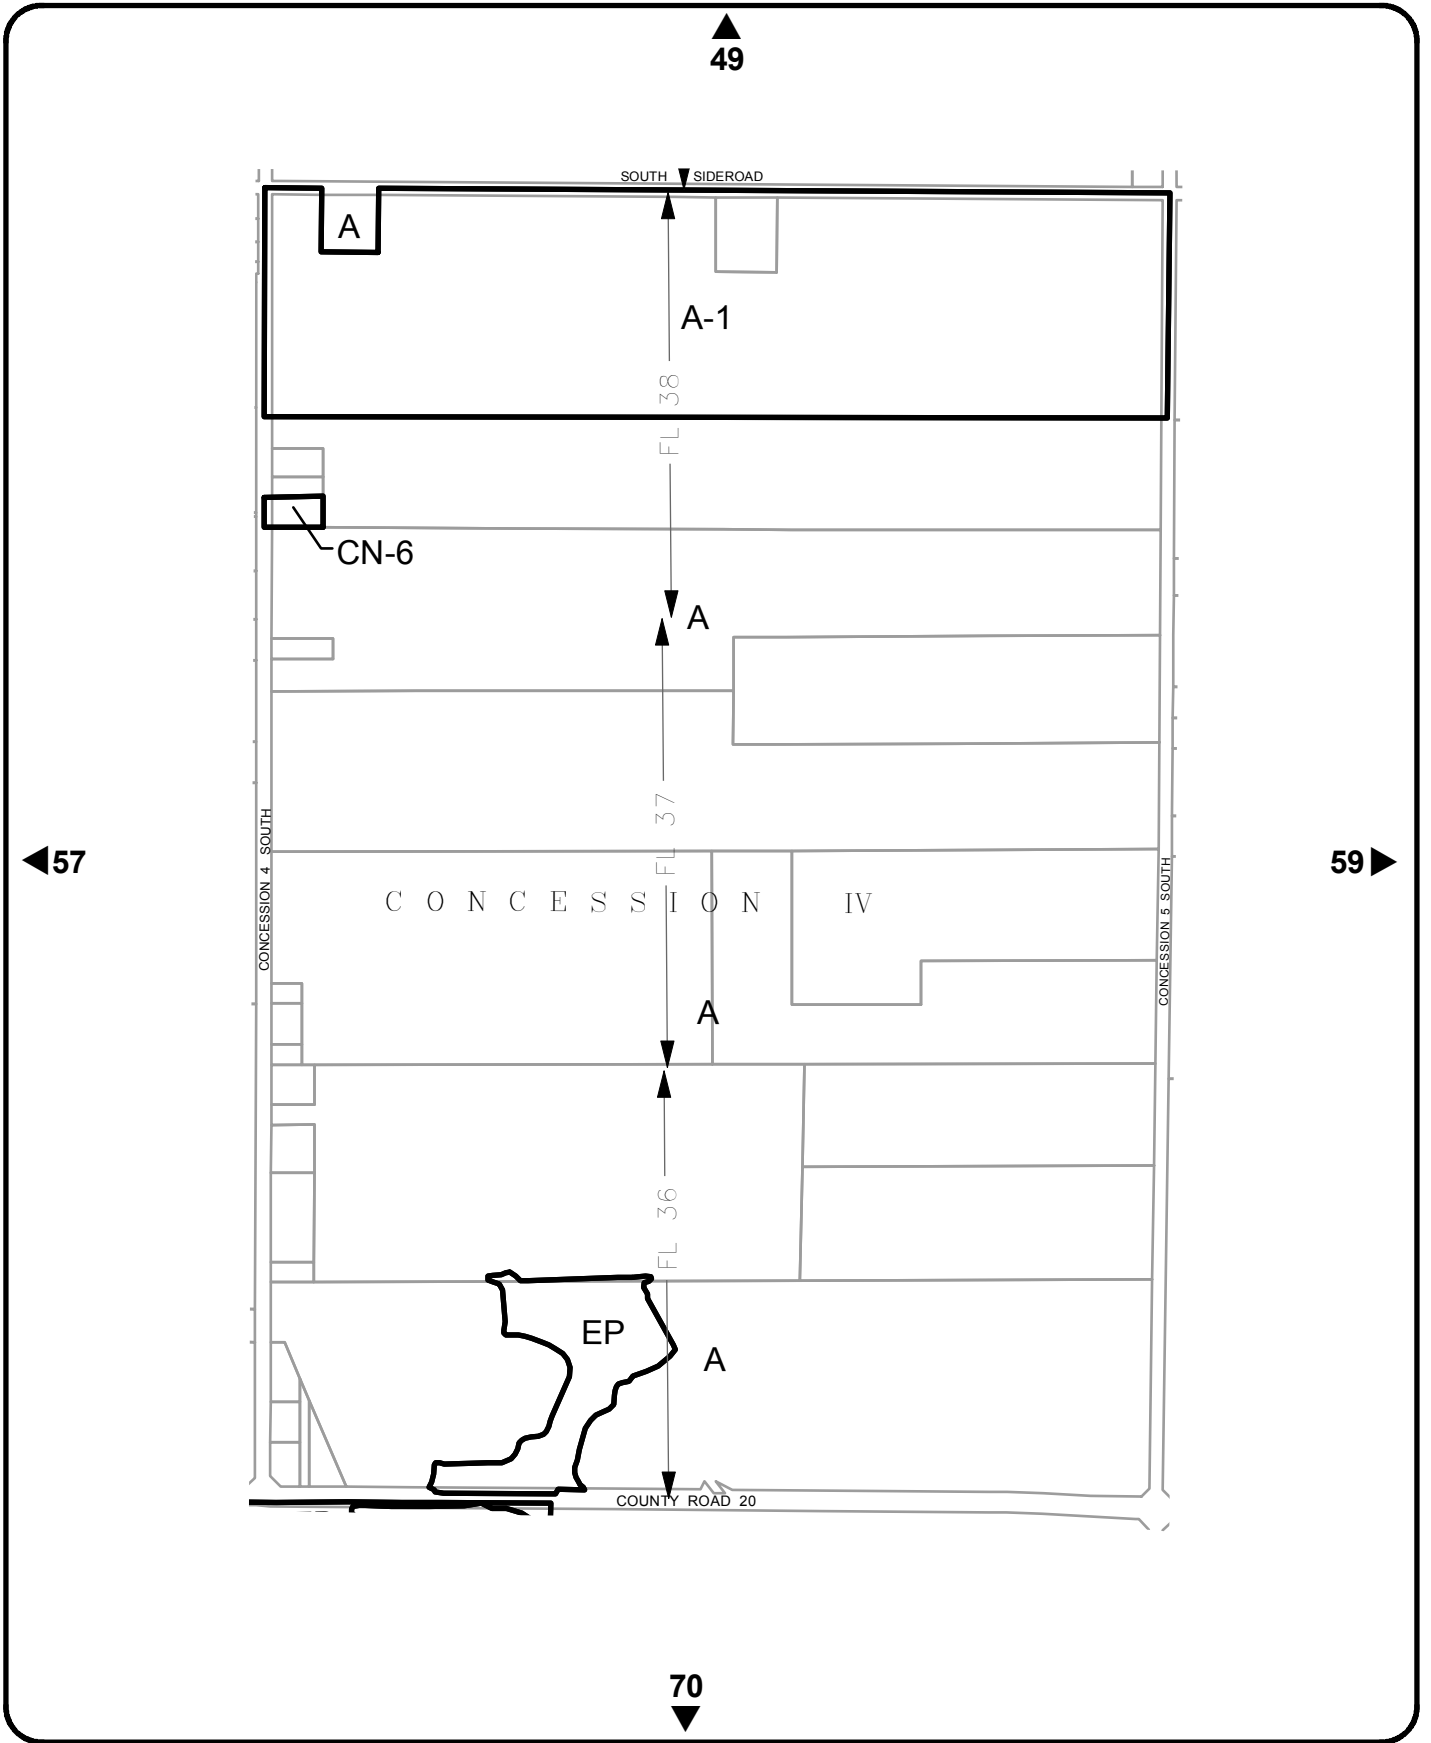 49
SOUTH SIDEROAD
A
A-1
FL 38
CN-6
A
FL 37
CONCESSION 4 SOUTH
57
59
CONCESSION 5 SOUTH
CONCESSION IV
A
FL 36
EP
A
COUNTY ROAD 20
70